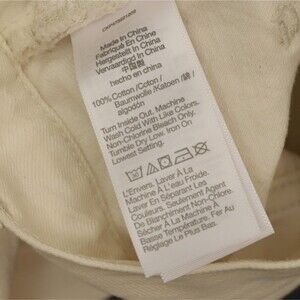 Made In China
Fabriqué En Chine
Hergestellt In China
Vervaardigd In China
中国制
hecho en china
100% Cotton /Coton /
Baumwolle /Katoen / 綿 /
algodón
Turn Inside Out. Machine
Wash Cold With Like Colors.
Non-Chlorine Bleach Only.
Tumble Dry Low. Iron On
Lowest Setting.
L'Envers. Laver À La
Machine À L'eau Froide.
Laver En Séparant Les
Couleurs. Seulement Agent
De Blanchiment Non-Chlore.
Sécher À La Machine À
Basse Température. Fer Au
Réglage Le Plus Bas.